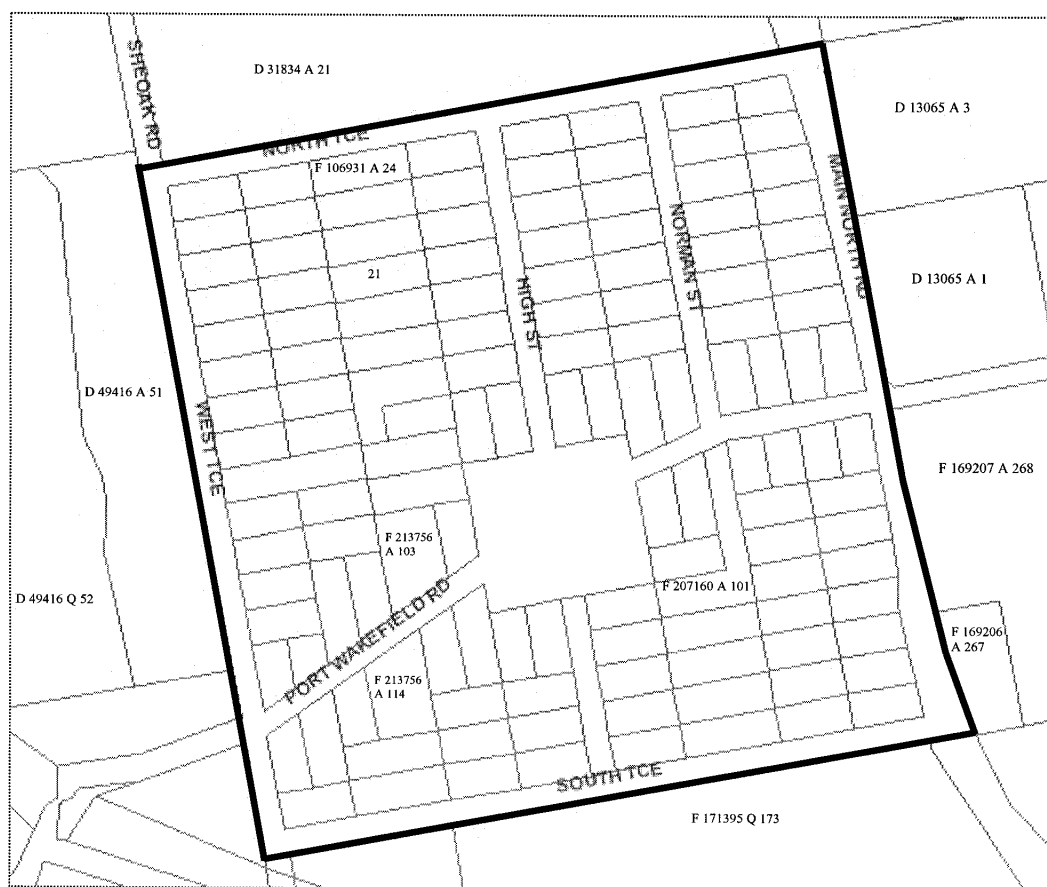 SHEOAK RD
D 31834 A 21
NORTH TCE
D 13065 A 3
F 106931 A 24
MAIN NORTH RD
NORMAN ST
21
HIGH ST
D 13065 A 1
D 49416 A 51
WEST TCE
F 169207 A 268
F 213756
A 103
D 49416 Q 52
F 207160 A 101
PORT WAKEFIELD RD
F 169206
A 267
F 213756
A 114
SOUTH TCE
F 171395 Q 173